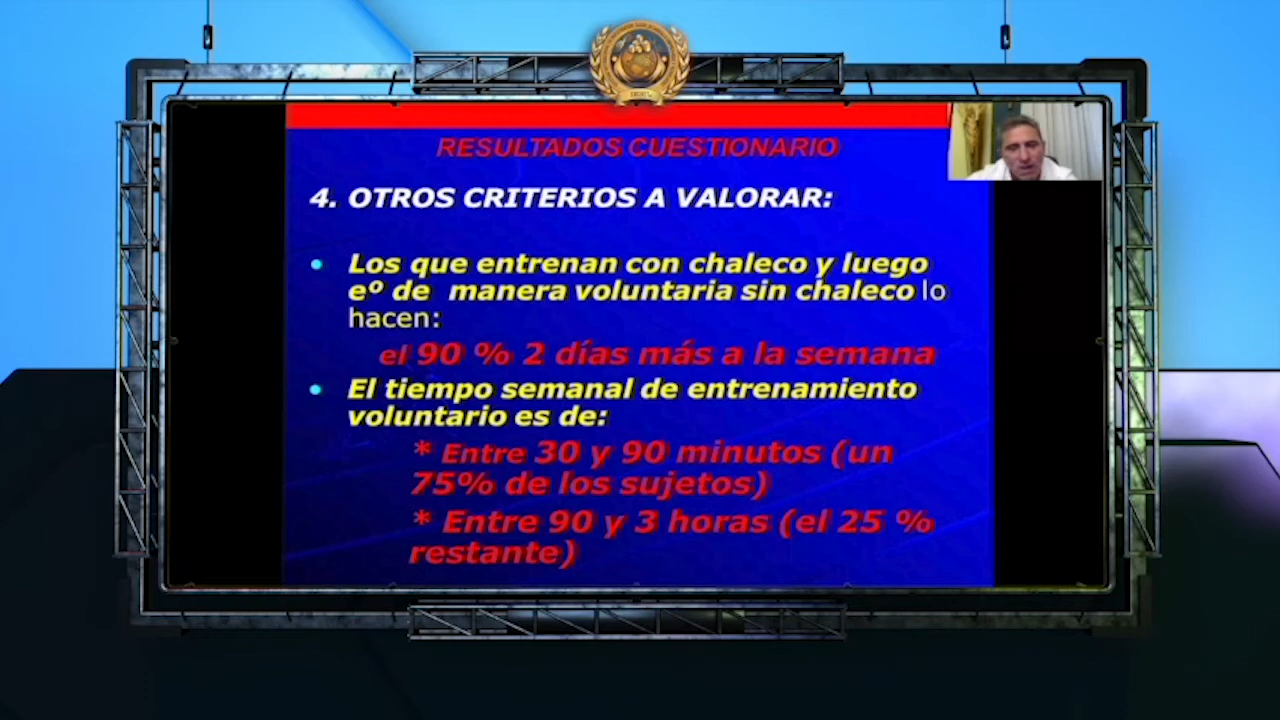 RESULTADOS CUESTIONARIO
4. OTROS CRITERIOS A VALORAR:
• Los que entrenan con chaleco y luego
eº de manera voluntaria sin chaleco lo
hacen:
el 90 % 2 días más a la semana
• El tiempo semanal de entrenamiento
voluntario es de:
* Entre 30 y 90 minutos (un
75% de los sujetos)
* Entre 90 y 3 horas (el 25 %
restante)